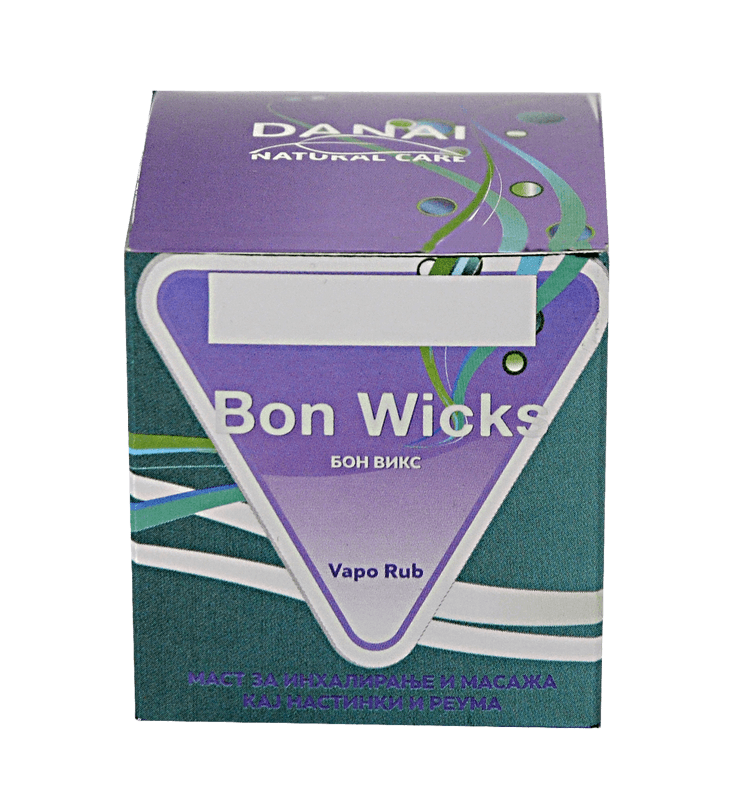 DANAI
NATURAL CARE
Bon Wicks
БОН ВИКС
Vapo Rub
МАСТ ЗА ИНХАЛИРАЊЕ И МАСАЖА
КАЈ НАСТИНКИ И РЕУМА